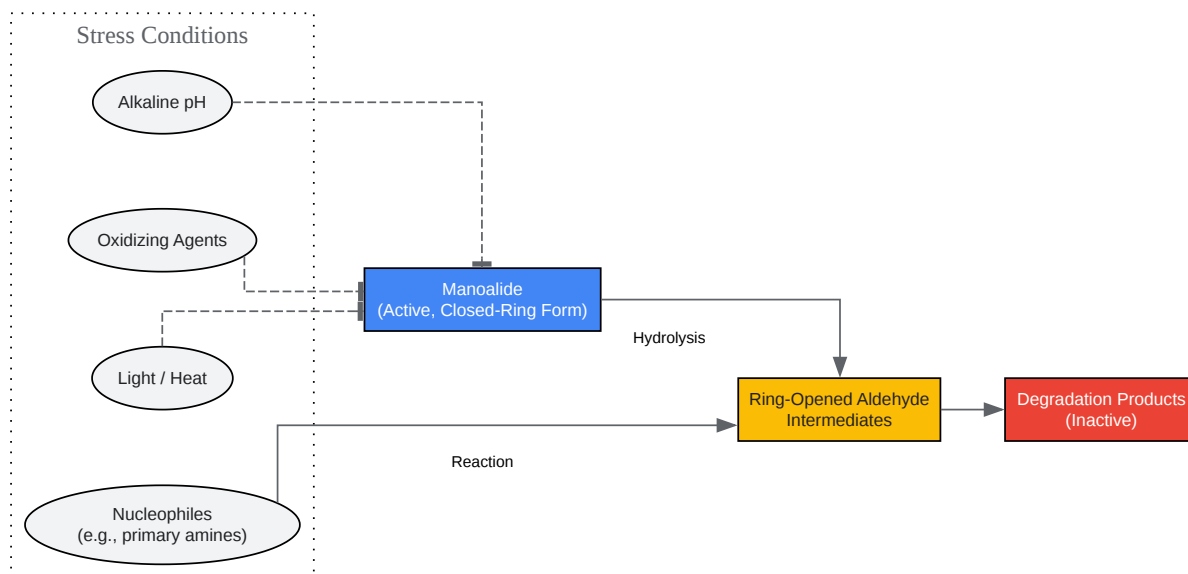 Stress Conditions
Alkaline pH
Oxidizing Agents
Manoalide
(Active, Closed-Ring Form)
Hydrolysis
Light / Heat
Ring-Opened Aldehyde
Intermediates
Degradation Products
(Inactive)
Reaction
Nucleophiles
(e.g., primary amines)